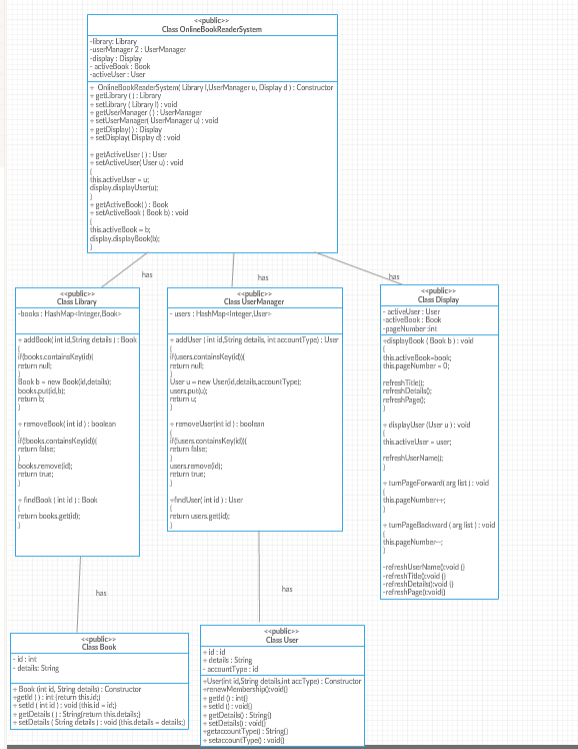 <<public>>
Class OnlineBookReaderSystem
-library: Library
-userManager 2 : UserManager
-display : Display
- activeBook : Book
-activeUser : User
+ OnlineBookReaderSystem( Library l,UserManager u, Display d ) : Constructor
+ getLibrary ( ) : Library
+ setLibrary ( Library l) : void
+ getUsermanager ( ) : UserManager
+ setUserManager( UserManager u) : void
+ getDisplay( ) : Display
+ setDisplay( Display d) : void
+ getActiveUser ( ) : User
+ setActiveUser( User u) : void
{
this.activeUser = u;
display.displayUser(u);
}
+ getActiveBook( ) : Book
+ setActiveBook ( Book b) : void
{
this.activeBook = b;
display.displayBook(b);
}
has
has
has
<<public>>
Class Library
-books : HashMap<Integer,Book>
+ addBook( int id,String details ) : Book
{
if(books.containsKey(id){
return null;
}
Book b = new Book(id,details);
books.put(id,b);
return b;
}
+ removeBook( int id ) : boolean
{
if(!books.containsKey(id){
return false;
}
books.remove(id);
return true;
}
+ findBook ( int id ) : Book
{
return books.get(id);
}
<<public>>
Class UserManager
- users : HashMap<Integer,User>
+ addUser ( int id,String details, int accountType) : User
{
if(users.containsKey(id){
return null;
}
User u = new User(id,details,accountType);
users.put(u);
return u;
}
+ removeUser(int id ) : boolean
{
if(!users.containsKey(id){
return false;
}
users.remove(id);
return true;
}
+findUser( int id ) : User
{
return users.get(id);
}
<<public>>
Class Display
- activeUser : User
-activeBook : Book
-pageNumber :int
+displayBook ( Book b ) : void
{
this.activeBook=book;
this.pageNumber = 0;
refreshTitle();
refreshDetails();
refreshPage();
}
+ displayUser (User u ) : void
{
this.activeUser = user;
refreshUserName();
}
+ turnPageForward ( arg list ) : void
{
this.pageNumber++;
}
+ turnPageBackward ( arg list ) : void
{
this.pageNumber--;
}
-refreshUserName():void {}
-refreshTitle():void {}
-refreshDetails():void {}
-refreshPage():void{}
has
has
<<public>>
Class Book
- id : int
- details: String
+ Book (int id,String details) : Constructor
+getId ( ) : int {return this.id;}
+ setId ( int id ) : void {this.id = id;}
+ getDetails ( ) : String{return this.details;}
+ setDetails ( String details ) : void {this.details = details;}
<<public>>
Class User
+ id : id
+ details : String
- accountType : id
+User(int id,String details,int accType) : Constructor
+renewMembership():void{}
+ getId () : int{}
+ setId () : void{}
+ getDetails() : String{}
+ setDetails() : void{}
+getaccountType() : String{}
+ setaccountType() : void{}